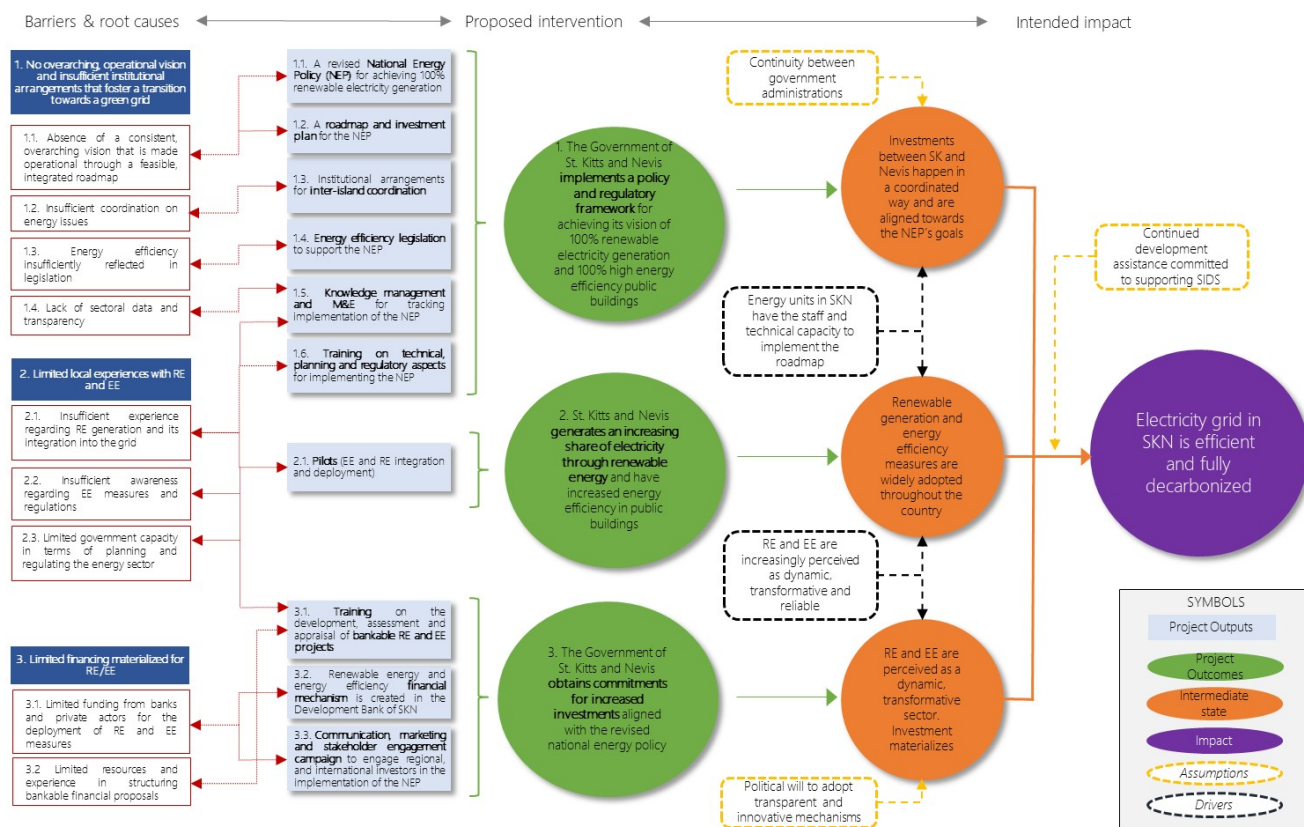 Barriers & root causes
Proposed intervention
Intended impact
1. No overarching, operational vision
and insufficient institutional
arrangements that foster a transition
towards a green grid
1.1. Absence of a consistent,
overarching vision that is made
operational through a feasible,
integrated roadmap
1.2. Insufficient coordination on
energy issues
1.3. Energy efficiency
insufficiently reflected in
legislation
1.4. Lack of sectoral data and
transparency
2. Limited local experiences with RE
and EE
2.1. Insufficient experience
regarding RE generation and its
integration into the grid
2.2. Insufficient awareness
regarding EE measures and
regulations
2.3. Limited government capacity
in terms of planning and
regulating the energy sector
3. Limited financing materialized for
RE/EE
3.1. Limited funding from banks
and private actors for the
deployment of RE and EE
measures
3.2 Limited resources and
experience in structuring
bankable financial proposals
1.1. A revised National
Energy Policy (NEP) for achieving 100%
renewable electricity generation
1.2. A roadmap and investment
plan for the NEP
1.3. Institutional arrangements
for inter-island coordination
1.4. Energy efficiency legislation
to support the NEP
1.5. Knowledge management
and M&E for tracking
implementation of the NEP
1.6. Training on technical,
planning and regulatory aspects
for implementing the NEP
2.1. Pilots (EE and RE integration
and deployment)
3.1. Training on the
development, assessment and
appraisal of bankable RE and EE
projects
3.2. Renewable energy and
energy efficiency financial
mechanism is created in the
Development Bank of SKN
3.3. Communication, marketing
and stakeholder engagement
campaign to engage regional,
and international investors in the
implementation of the NEP
1. The Government of
St. Kitts and Nevis
implements a policy
and regulatory
framework for
achieving its vision of
100% renewable
electricity generation
and 100% high energy
efficiency public
buildings
2. St. Kitts and Nevis
generates an increasing
share of electricity
through renewable
energy and have
increased energy
efficiency in public
buildings
3. The Government of
St. Kitts and Nevis
obtains commitments
for increased
investments aligned
with the revised
national energy policy
Continuity between
government
administrations
Investments
between SK and
Nevis happen in
a coordinated
way and are
aligned towards
the NEP's goals
Energy units in SKN
have the staff and
technical capacity to
implement the
roadmap
Renewable
generation and
energy
efficiency
measures are
widely adopted
throughout the
country
RE and EE are
increasingly perceived
as dynamic,
transformative and
reliable
RE and EE are
perceived as a
dynamic,
transformative
sector.
Investment
materializes
Political will to adopt
transparent and
innovative mechanisms
Continued
development
assistance committed
to supporting SIDS
Electricity grid in
SKN is efficient
and fully
decarbonized
SYMBOLS
Project Outputs
Project
Outcomes
Intermediate
state
Impact
Assumptions
Drivers